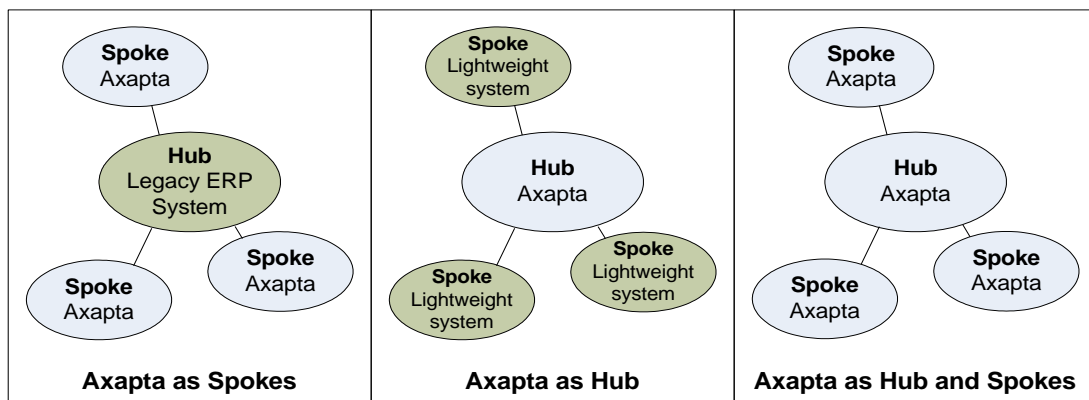 Spoke
Axapta
Hub
Legacy ERP
System
Spoke
Axapta
Spoke
Axapta
Axapta as Spokes
Spoke
Lightweight
system
Hub
Axapta
Spoke
Lightweight
system
Spoke
Lightweight
system
Axapta as Hub
Spoke
Axapta
Hub
Axapta
Spoke
Axapta
Spoke
Axapta
Axapta as Hub and Spokes